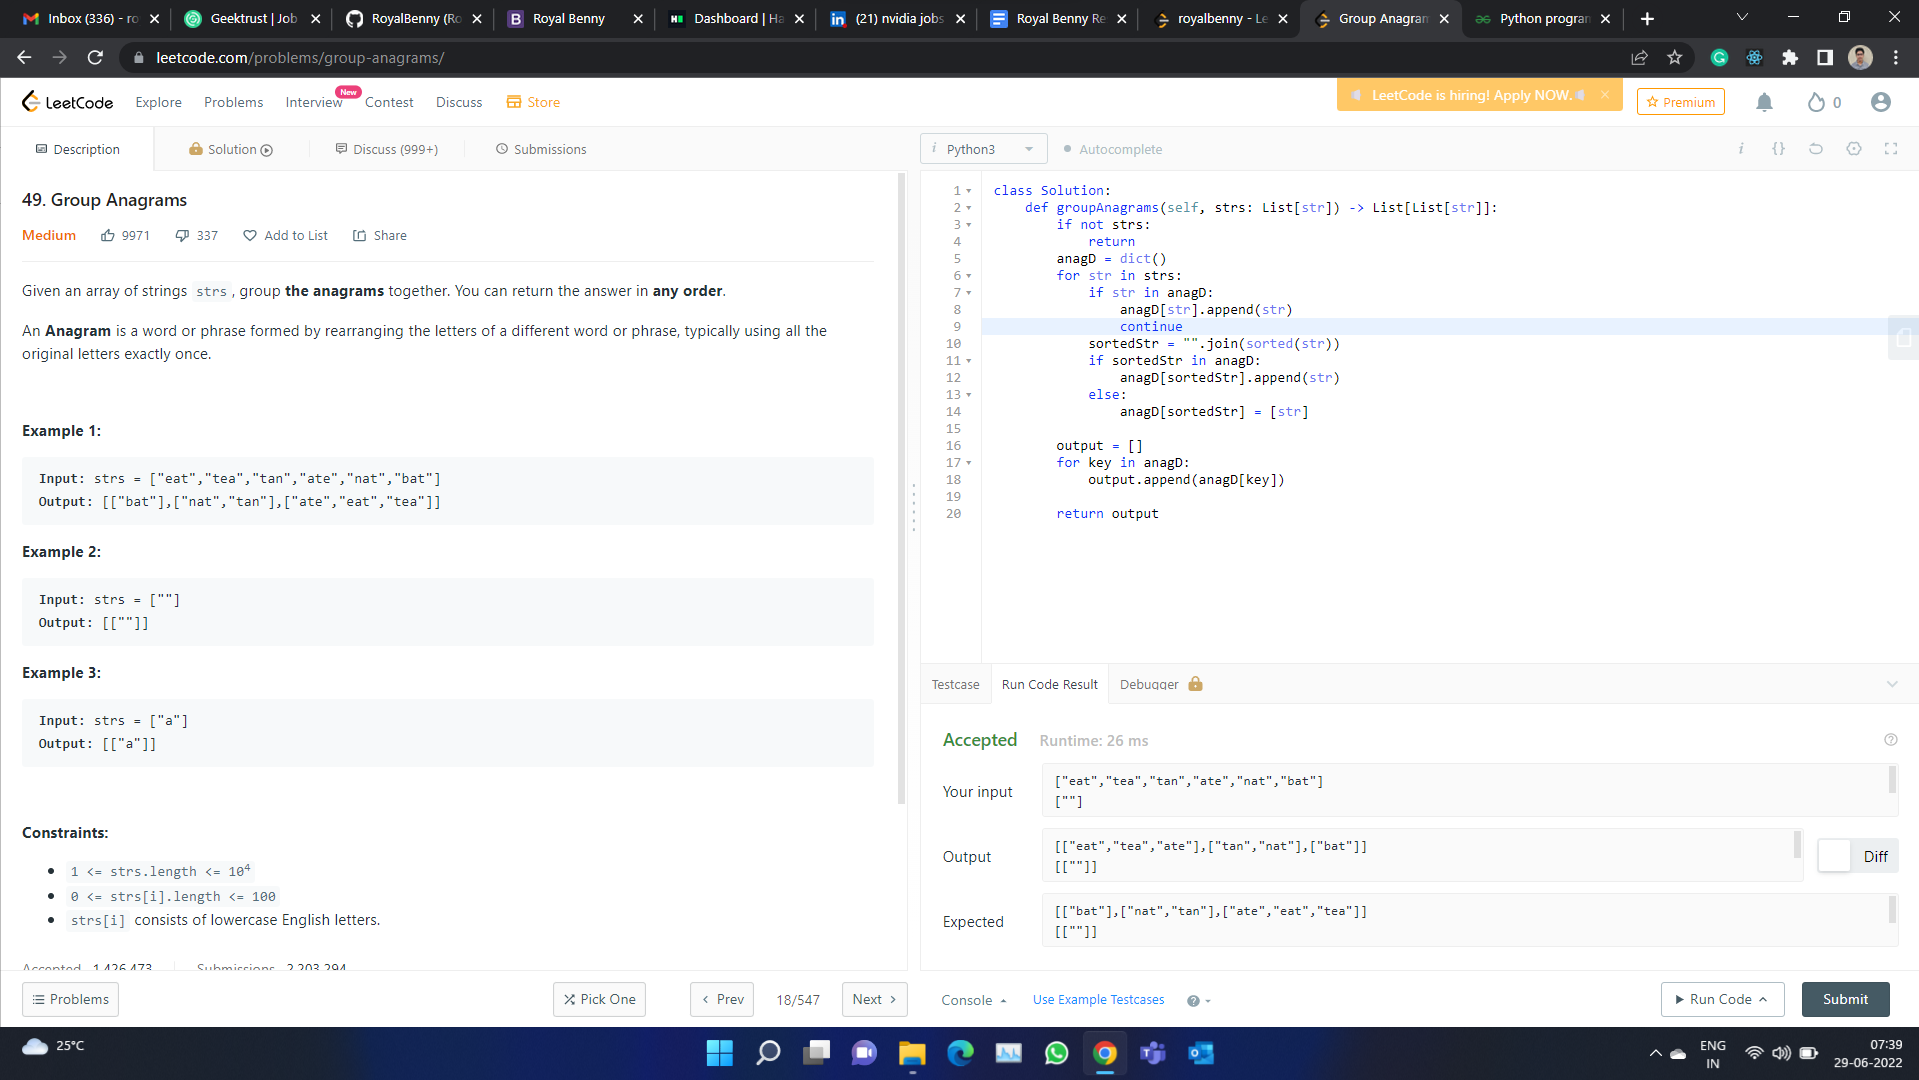 Inbox (336) - ro
Geektrust | Job
RoyalBenny (Ro
Royal Benny
Dashboard | Ha
(21) nvidia jobs
Royal Benny Re
royalbenny - Le
Group Anagram
Python program
leetcode.com/problems/group-anagrams/
LeetCode
Explore
Problems
Interview
New
Contest
Discuss
Store
LeetCode is hiring! Apply NOW.
Premium
0
Description
Solution
Discuss (999+)
Submissions
i Python3
Autocomplete
49. Group Anagrams
Medium
9971
337
Add to List
Share
Given an array of strings strs , group the anagrams together. You can return the answer in any order.
An Anagram is a word or phrase formed by rearranging the letters of a different word or phrase, typically using all the
original letters exactly once.
Example 1:
Input: strs = ["eat","tea","tan","ate","nat","bat"]
Output: [["bat"],["nat","tan"],["ate","eat","tea"]]
Example 2:
Input: strs = [""]
Output: [[""]]
Example 3:
Input: strs = ["a"]
Output: [["a"]]
Constraints:
1 <= strs.length <= 10⁴
0 <= strs[i].length <= 100
strs[i] consists of lowercase English letters.
Accepted 1,426,473
Submissions 2,203,294
Problems
Pick One
Prev
18/547
Next
1 class Solution:
2 def groupAnagrams(self, strs: List[str]) -> List[List[str]]:
3 if not strs:
4 return
5 anagD = dict()
6 for str in strs:
7 if str in anagD:
8 anagD[str].append(str)
9 continue
10 sortedStr = "".join(sorted(str))
11 if sortedStr in anagD:
12 anagD[sortedStr].append(str)
13 else:
14 anagD[sortedStr] = [str]
15
16 output = []
17 for key in anagD:
18 output.append(anagD[key])
19
20 return output
Testcase
Run Code Result
Debugger
Accepted
Runtime: 26 ms
Your input
["eat","tea","tan","ate","nat","bat"]
[""]
Output
[["eat","tea","ate"],["tan","nat"],["bat"]]
[[""]]
Diff
Expected
[["bat"],["nat","tan"],["ate","eat","tea"]]
[[""]]
Console
Use Example Testcases
Run Code
Submit
25°C
ENG
IN
07:39
29-06-2022